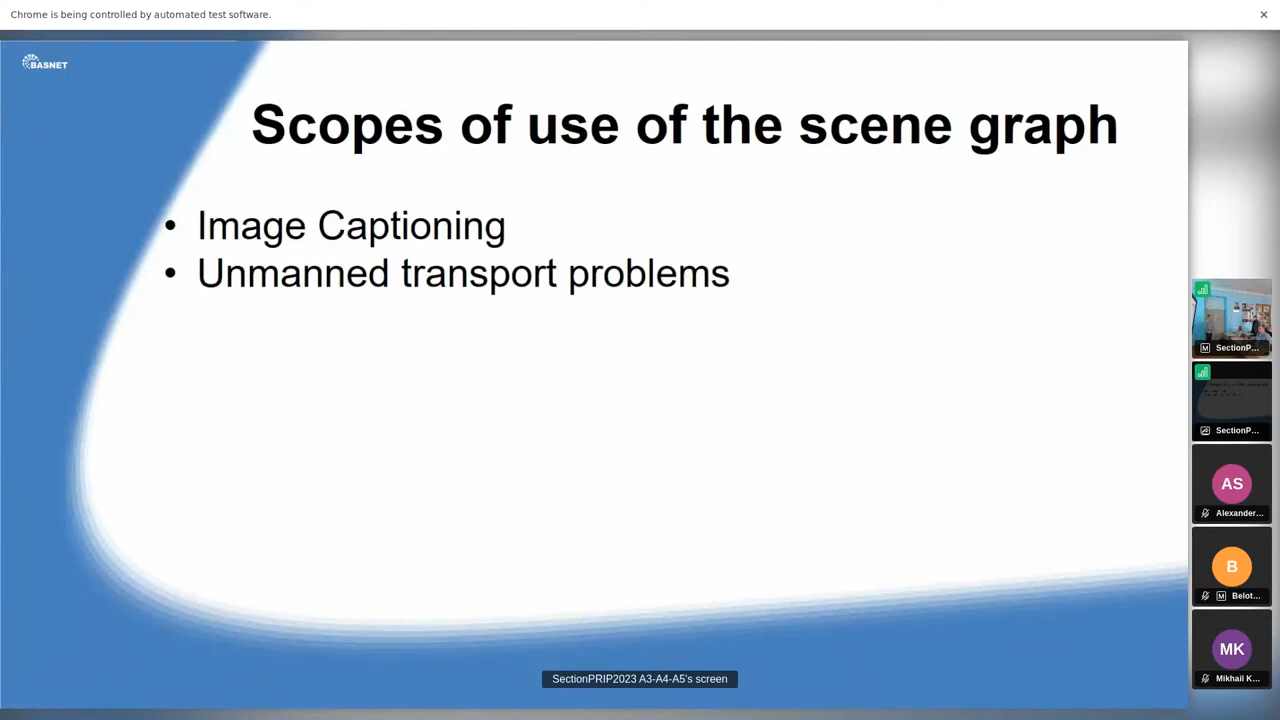 Chrome is being controlled by automated test software.
BASNET
Scopes of use of the scene graph
• Image Captioning
• Unmanned transport problems
M SectionP...
SectionP...
AS
Alexander...
B
M Belot...
MK
Mikhail K...
SectionPRIP2023 A3-A4-A5's screen